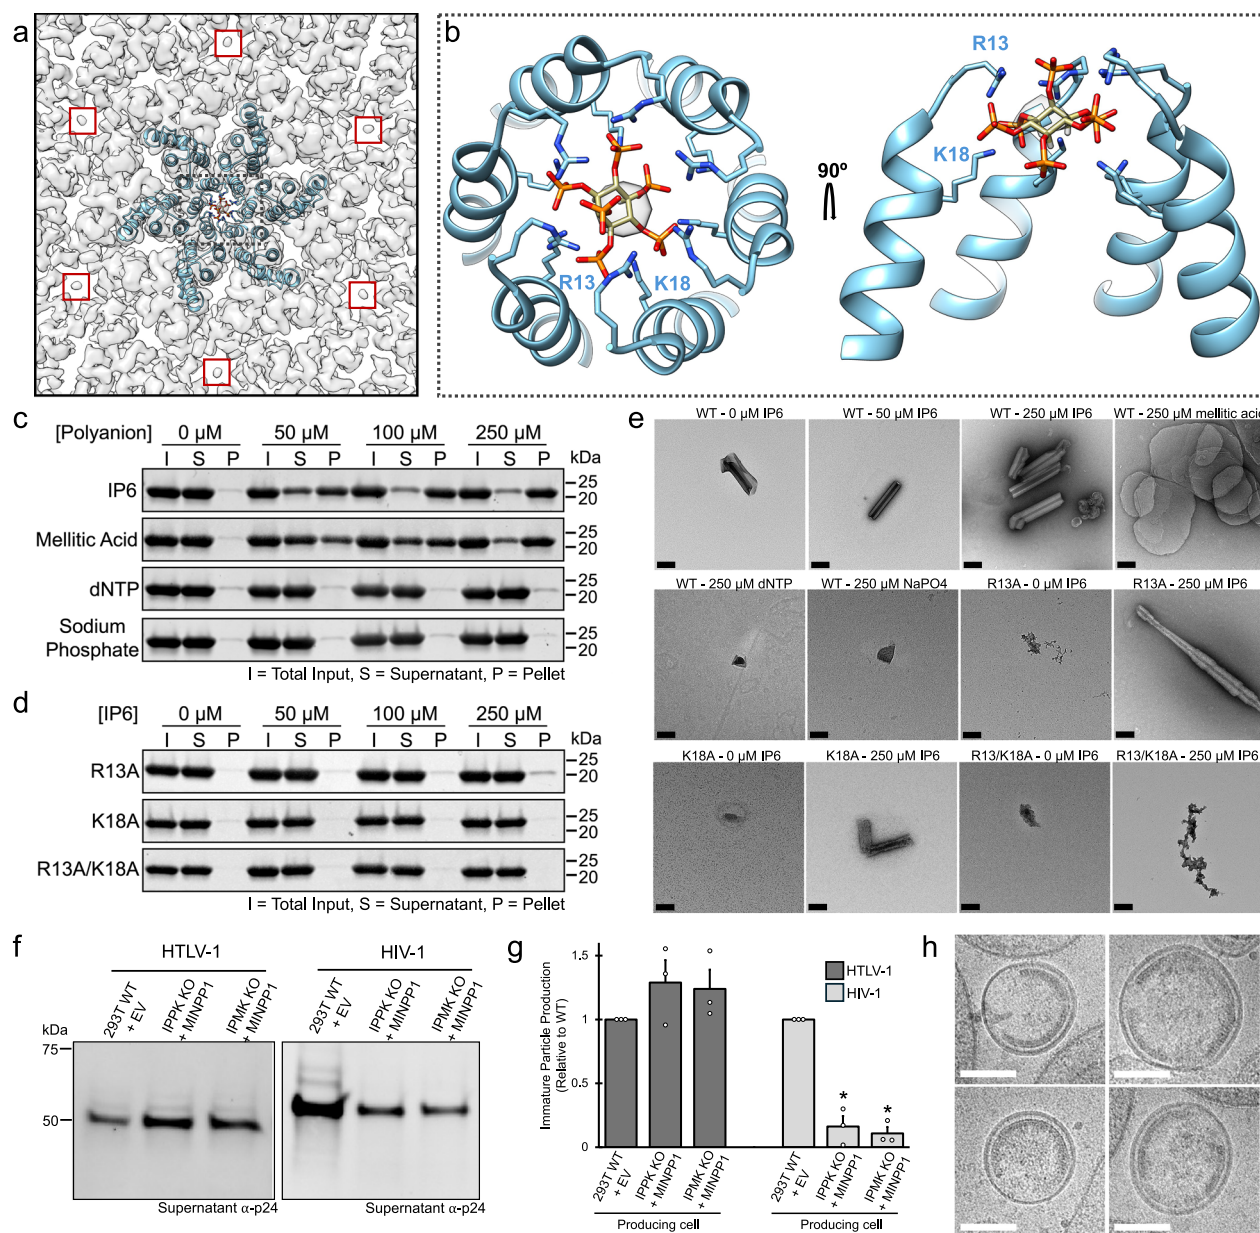 a
b
R13
K18
90º
R13
K18
c
[Polyanion]
0 µM
50 µM
100 µM
250 µM
I S P I S P I S P I S P
kDa
IP6
25
20
Mellitic Acid
25
20
dNTP
25
20
Sodium
Phosphate
25
20
I = Total Input, S = Supernatant, P = Pellet
d
[IP6]
0 µM
50 µM
100 µM
250 µM
I S P I S P I S P I S P
kDa
R13A
25
20
K18A
25
20
R13A/K18A
25
20
I = Total Input, S = Supernatant, P = Pellet
e
WT - 0 µM IP6
WT - 50 µM IP6
WT - 250 µM IP6
WT - 250 µM mellitic acid
WT - 250 µM dNTP
WT - 250 µM NaPO4
R13A - 0 µM IP6
R13A - 250 µM IP6
K18A - 0 µM IP6
K18A - 250 µM IP6
R13/K18A - 0 µM IP6
R13/K18A - 250 µM IP6
f
HTLV-1
HIV-1
293T WT
+ EV
IPPK KO
+ MINPP1
IPMK KO
+ MINPP1
293T WT
+ EV
IPPK KO
+ MINPP1
IPMK KO
+ MINPP1
kDa
75
50
Supernatant α-p24
Supernatant α-p24
g
Immature Particle Production
(Relative to WT)
1.5
1
0.5
0
HTLV-1
HIV-1
*
*
293T WT
+ EV
IPPK KO
+ MINPP1
IPMK KO
+ MINPP1
293T WT
+ EV
IPPK KO
+ MINPP1
IPMK KO
+ MINPP1
Producing cell
Producing cell
h